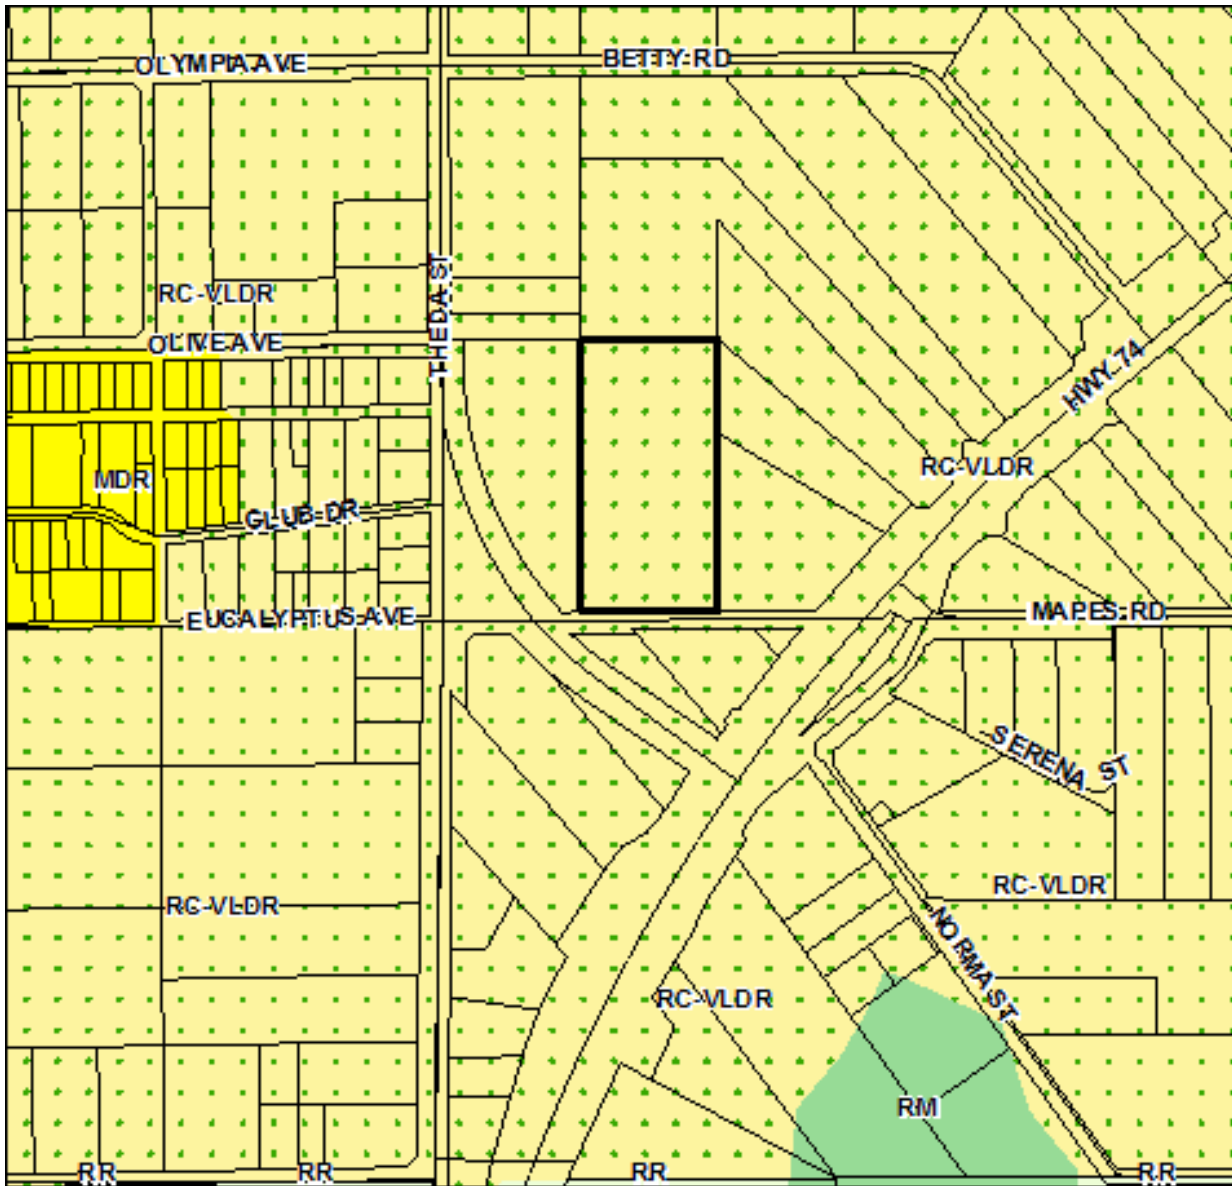 OLYMPIA AVE
BETTY RD
THEDA ST
RC-VLDR
OLIVE AVE
HWY 74
RC-VLDR
MDR
CLUB DR
EUCALYPTUS AVE
MAPES RD
SERENA ST
RC-VLDR
RC-VLDR
NORMA ST
RC-VLDR
RM
RR
RR
RR
RR